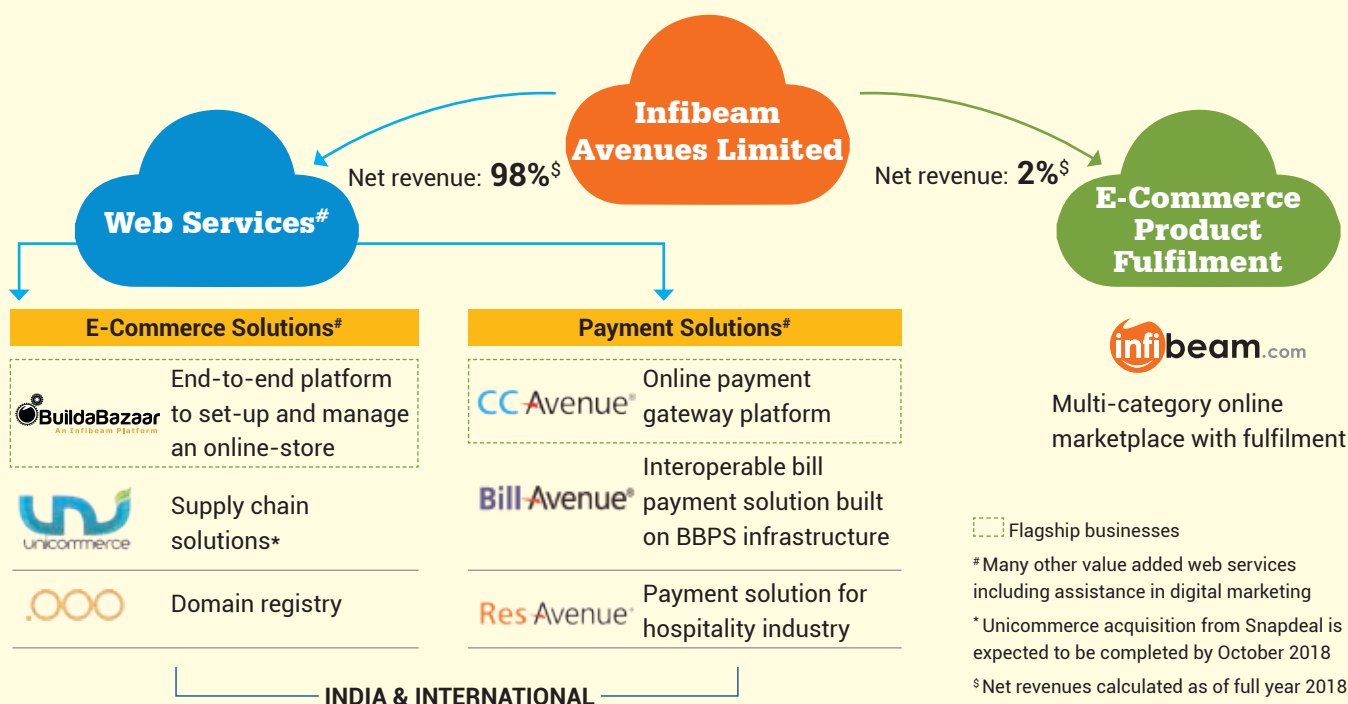 Infibeam
Avenues Limited
Net revenue: 98%$
Net revenue: 2%$
Web Services#
E-Commerce
Product
Fulfilment
E-Commerce Solutions#
BuildaBazaar
An Infibeam Platform
End-to-end platform
to set-up and manage
an online-store
unicommerce
Supply chain
solutions*
.OOO
Domain registry
Payment Solutions#
CCAvenue®
Online payment
gateway platform
BillAvenue®
Interoperable bill
payment solution built
on BBPS infrastructure
ResAvenue®
Payment solution for
hospitality industry
INDIA & INTERNATIONAL
infibeam.com
Multi-category online
marketplace with fulfilment
Flagship businesses
# Many other value added web services
including assistance in digital marketing
* Unicommerce acquisition from Snapdeal is
expected to be completed by October 2018
$ Net revenues calculated as of full year 2018